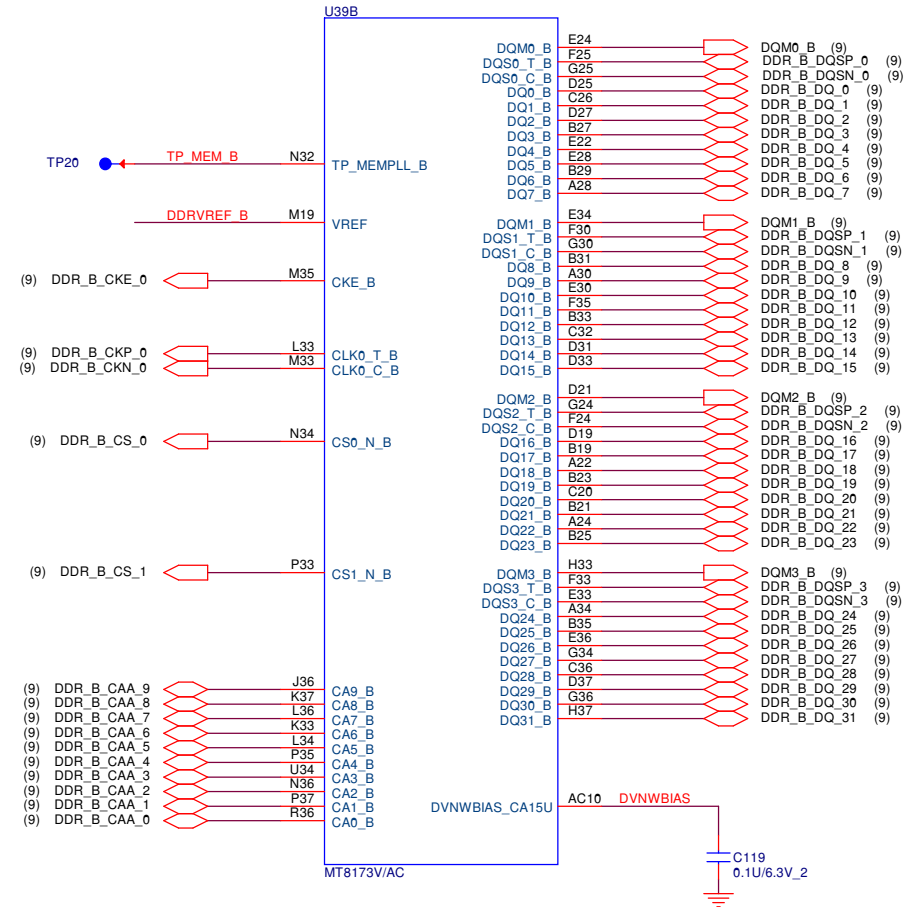 U39B
TP20 TP_MEM_B N32 TP_MEMPLL_B
DDRVREF_B M19 VREF
(9) DDR_B_CKE_0 M35 CKE_B
(9) DDR_B_CKP_0 L33 CLK0_T_B
(9) DDR_B_CKN_0 M33 CLK0_C_B
(9) DDR_B_CS_0 N34 CS0_N_B
(9) DDR_B_CS_1 P33 CS1_N_B
(9) DDR_B_CAA_9 J36 CA9_B
(9) DDR_B_CAA_8 K37 CA8_B
(9) DDR_B_CAA_7 L36 CA7_B
(9) DDR_B_CAA_6 K33 CA6_B
(9) DDR_B_CAA_5 L34 CA5_B
(9) DDR_B_CAA_4 P35 CA4_B
(9) DDR_B_CAA_3 U34 CA3_B
(9) DDR_B_CAA_2 N36 CA2_B
(9) DDR_B_CAA_1 P37 CA1_B
(9) DDR_B_CAA_0 R36 CA0_B
DQM0_B E24 DQM0_B (9)
DQS0_T_B F25 DDR_B_DQSP_0 (9)
DQS0_C_B G25 DDR_B_DQSN_0 (9)
DQ0_B D25 DDR_B_DQ_0 (9)
DQ1_B C26 DDR_B_DQ_1 (9)
DQ2_B D27 DDR_B_DQ_2 (9)
DQ3_B B27 DDR_B_DQ_3 (9)
DQ4_B E22 DDR_B_DQ_4 (9)
DQ5_B E28 DDR_B_DQ_5 (9)
DQ6_B B29 DDR_B_DQ_6 (9)
DQ7_B A28 DDR_B_DQ_7 (9)
DQM1_B E34 DQM1_B (9)
DQS1_T_B F30 DDR_B_DQSP_1 (9)
DQS1_C_B G30 DDR_B_DQSN_1 (9)
DQ8_B B31 DDR_B_DQ_8 (9)
DQ9_B A30 DDR_B_DQ_9 (9)
DQ10_B E30 DDR_B_DQ_10 (9)
DQ11_B F35 DDR_B_DQ_11 (9)
DQ12_B B33 DDR_B_DQ_12 (9)
DQ13_B C32 DDR_B_DQ_13 (9)
DQ14_B D31 DDR_B_DQ_14 (9)
DQ15_B D33 DDR_B_DQ_15 (9)
DQM2_B D21 DQM2_B (9)
DQS2_T_B G24 DDR_B_DQSP_2 (9)
DQS2_C_B F24 DDR_B_DQSN_2 (9)
DQ16_B D19 DDR_B_DQ_16 (9)
DQ17_B B19 DDR_B_DQ_17 (9)
DQ18_B A22 DDR_B_DQ_18 (9)
DQ19_B B23 DDR_B_DQ_19 (9)
DQ20_B C20 DDR_B_DQ_20 (9)
DQ21_B B21 DDR_B_DQ_21 (9)
DQ22_B A24 DDR_B_DQ_22 (9)
DQ23_B B25 DDR_B_DQ_23 (9)
DQM3_B H33 DQM3_B (9)
DQS3_T_B F33 DDR_B_DQSP_3 (9)
DQS3_C_B E33 DDR_B_DQSN_3 (9)
DQ24_B A34 DDR_B_DQ_24 (9)
DQ25_B B35 DDR_B_DQ_25 (9)
DQ26_B E36 DDR_B_DQ_26 (9)
DQ27_B G34 DDR_B_DQ_27 (9)
DQ28_B C36 DDR_B_DQ_28 (9)
DQ29_B D37 DDR_B_DQ_29 (9)
DQ30_B G36 DDR_B_DQ_30 (9)
DQ31_B H37 DDR_B_DQ_31 (9)
DVNWBIAS_CA15U AC10 DVNWBIAS
C119
0.1U/6.3V_2
MT8173V/AC